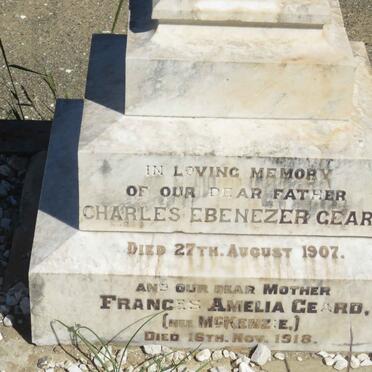 IN LOVING MEMORY
OF OUR DEAR FATHER
CHARLES EBENEZER GEAR
DIED 27TH. AUGUST 1907.
AND OUR DEAR MOTHER
FRANCES AMELIA GEARD,
(NEE MCKENZIE,)
DIED 16TH. NOV. 1918.